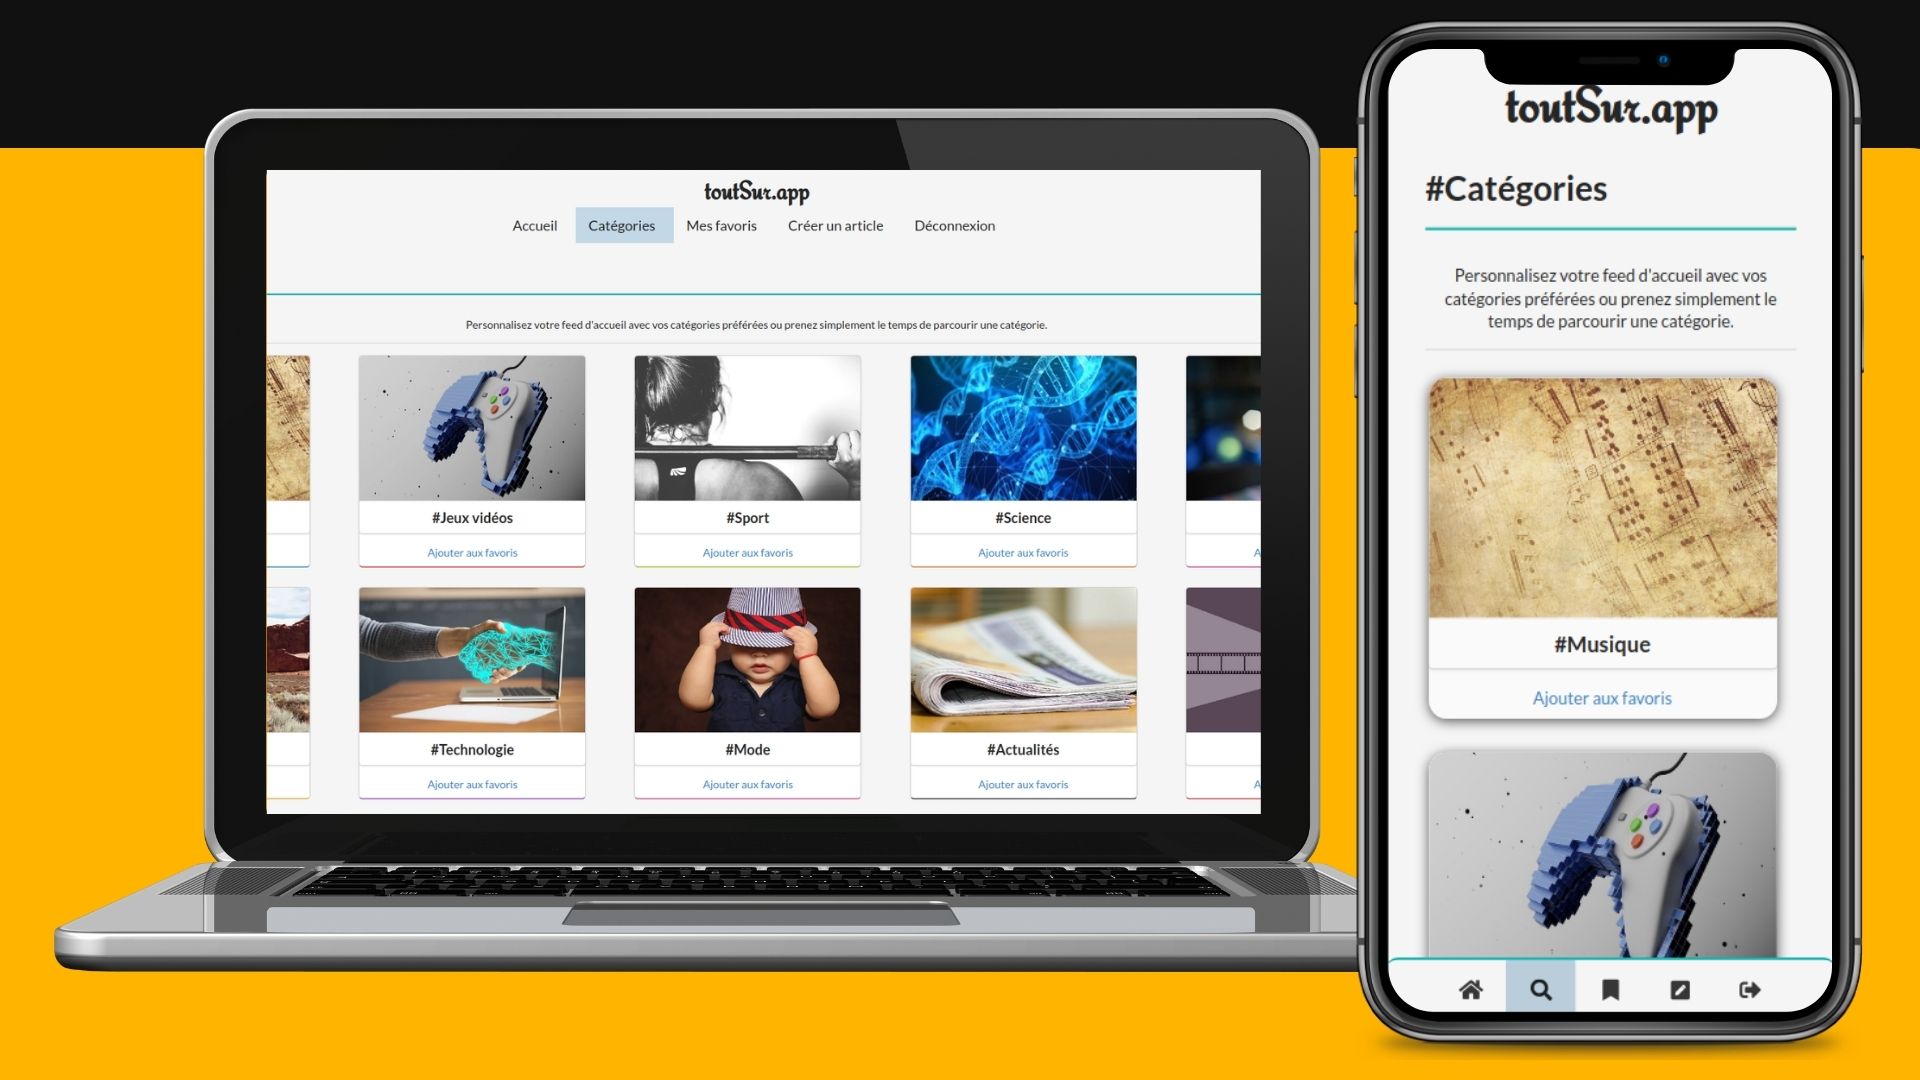 toutSur.app
Accueil Catégories Mes favoris Créer un article Déconnexion
Personnalisez votre feed d'accueil avec vos catégories préférées ou prenez simplement le temps de parcourir une catégorie.
#Jeux vidéos #Sport #Science
Ajouter aux favoris Ajouter aux favoris Ajouter aux favoris A
#Technologie #Mode #Actualités
Ajouter aux favoris Ajouter aux favoris Ajouter aux favoris A
toutSur.app
#Catégories
Personnalisez votre feed d'accueil avec vos
catégories préférées ou prenez simplement le
temps de parcourir une catégorie.
#Musique
Ajouter aux favoris